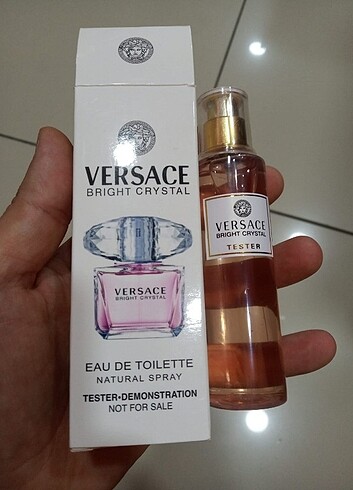 VERSACE
BRIGHT CRYSTAL
VERSACE
BRIGHT CRYSTAL
EAU DE TOILETTE
NATURAL SPRAY
TESTER•DEMONSTRATION
NOT FOR SALE
VERSACE
BRIGHT CRYSTAL
TESTER